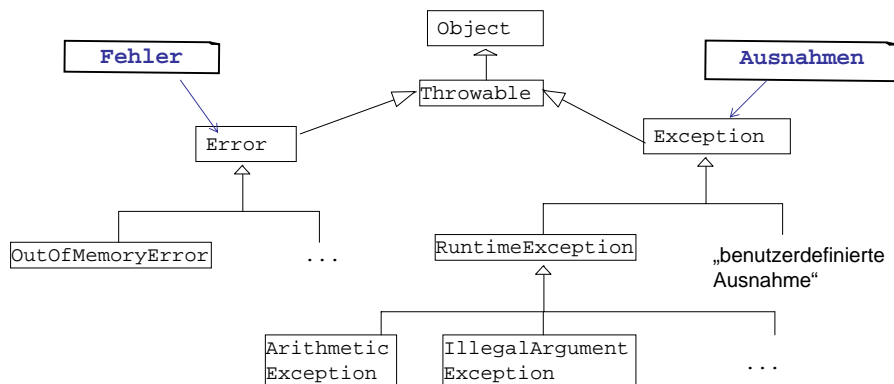 Object
Fehler
Ausnahmen
Throwable
Error
Exception
OutOfMemoryError
...
RuntimeException
„benutzerdefinierte
Ausnahme“
Arithmetic
Exception
IllegalArgument
Exception
...